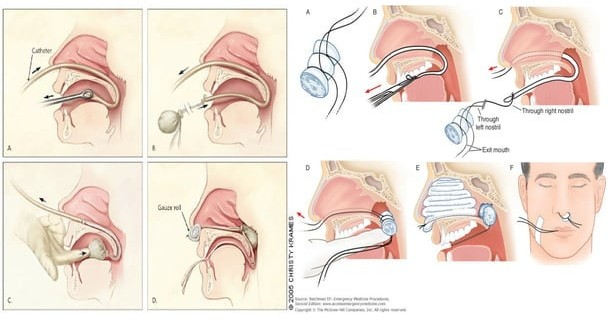 Catheter
A.
B.
C.
Gauze roll
D.
© 2005 CHRISTY KRAMES
A
B
C
Through
left nostril
Through right nostril
Exit mouth
D
E
F
Source: Reichman EF: Emergency Medicine Procedures,
Second Edition: www.accessemergencymedicine.com
Copyright © The McGraw-Hill Companies, Inc. All rights reserved.